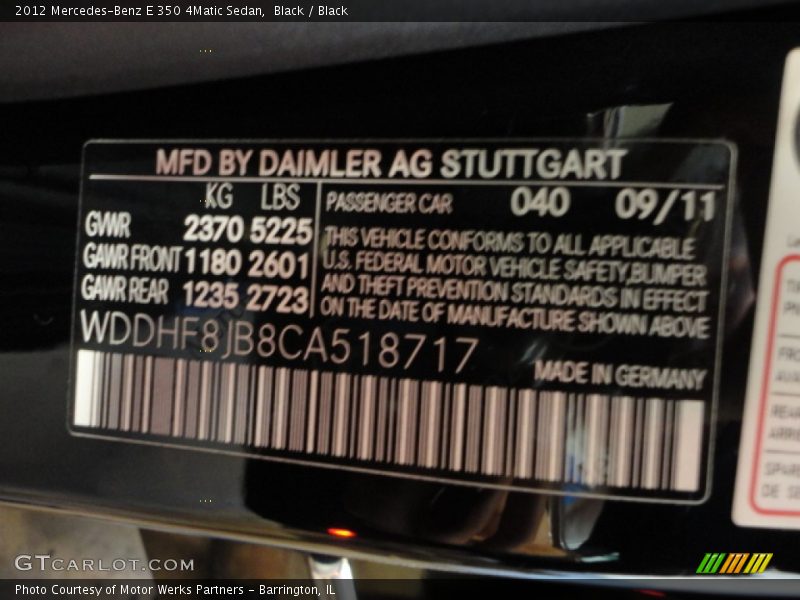 2012 Mercedes-Benz E 350 4Matic Sedan, Black / Black
MFD BY DAIMLER AG STUTTGART
KG LBS
GVWR 2370 5225
GAWR FRONT 1180 2601
GAWR REAR 1235 2723
PASSENGER CAR 040 09/11
THIS VEHICLE CONFORMS TO ALL APPLICABLE
U.S. FEDERAL MOTOR VEHICLE SAFETY,BUMPER
AND THEFT PREVENTION STANDARDS IN EFFECT
ON THE DATE OF MANUFACTURE SHOWN ABOVE
WDDHF8JB8CA518717
MADE IN GERMANY
GTCARLOT.COM
Photo Courtesy of Motor Werks Partners - Barrington, IL